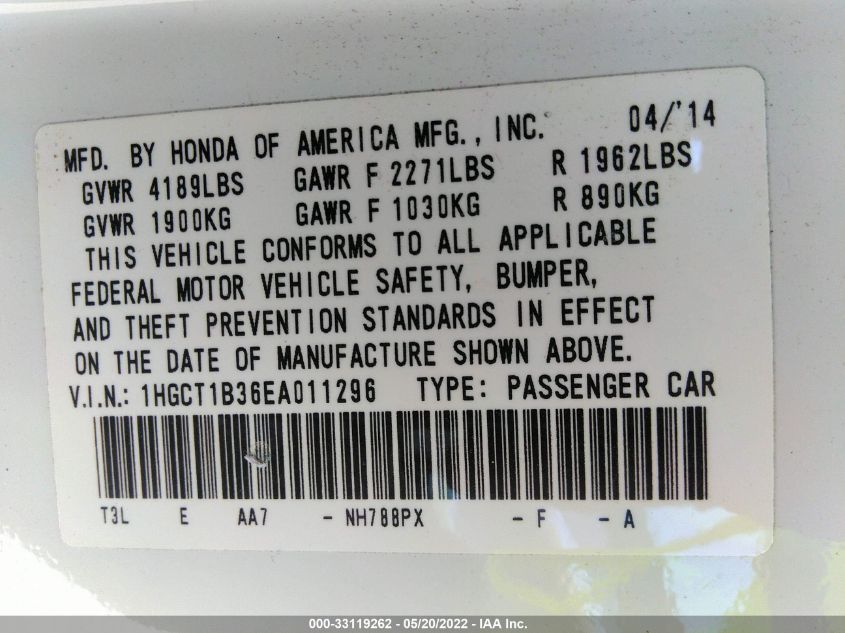 MFD. BY HONDA OF AMERICA MFG., INC. 04/'14
GVWR 4189LBS GAWR F 2271LBS R 1962LBS
GVWR 1900KG GAWR F 1030KG R 890KG
THIS VEHICLE CONFORMS TO ALL APPLICABLE
FEDERAL MOTOR VEHICLE SAFETY, BUMPER,
AND THEFT PREVENTION STANDARDS IN EFFECT
ON THE DATE OF MANUFACTURE SHOWN ABOVE.
V.I.N.: 1HGCT1B36EA011296 TYPE: PASSENGER CAR
T3L E AA7 - NH788PX - F - A
000-33119262 - 05/20/2022 - IAA Inc.